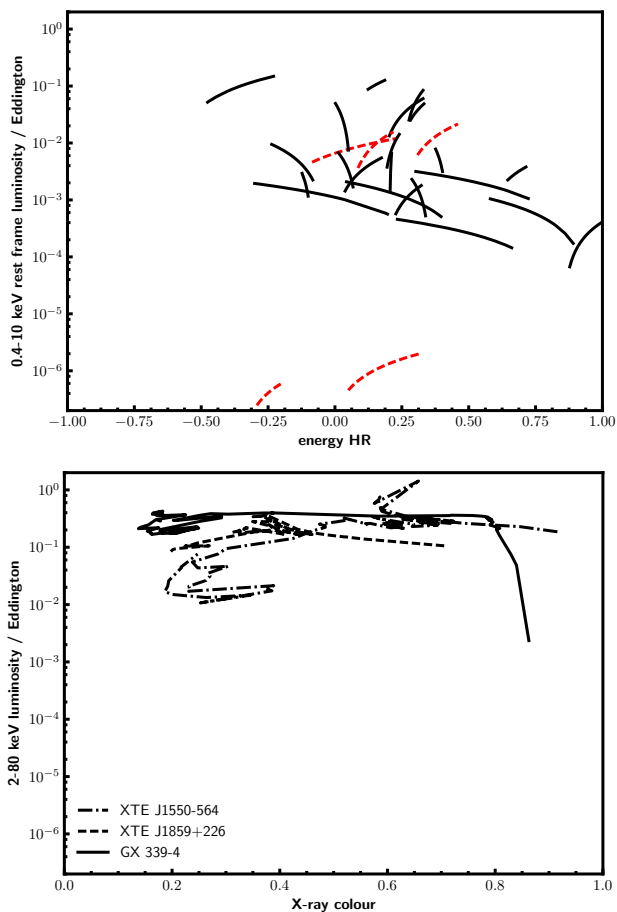 10⁰
10⁻¹
10⁻²
10⁻³
10⁻⁴
10⁻⁵
10⁻⁶
0.4-10 keV rest frame luminosity / Eddington
−1.00 −0.75 −0.50 −0.25 0.00 0.25 0.50 0.75 1.00
energy HR
10⁰
10⁻¹
10⁻²
10⁻³
10⁻⁴
10⁻⁵
10⁻⁶
2-80 keV luminosity / Eddington
XTE J1550-564
XTE J1859+226
GX 339-4
0.0 0.2 0.4 0.6 0.8 1.0
X-ray colour